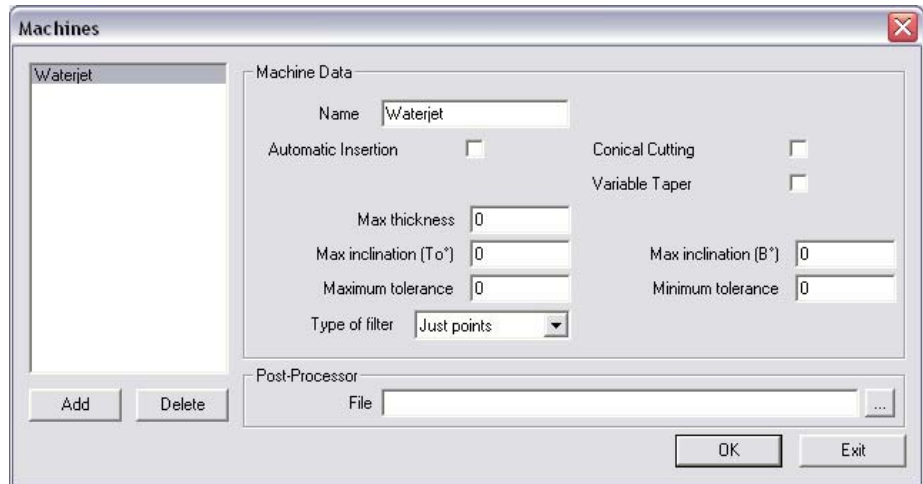 Machines
Waterjet
Machine Data
Name Waterjet
Automatic Insertion
Conical Cutting
Variable Taper
Max thickness 0
Max inclination (To°) 0
Max inclination (B°) 0
Maximum tolerance 0
Minimum tolerance 0
Type of filter Just points
Post-Processor
File ...
Add Delete
OK Exit